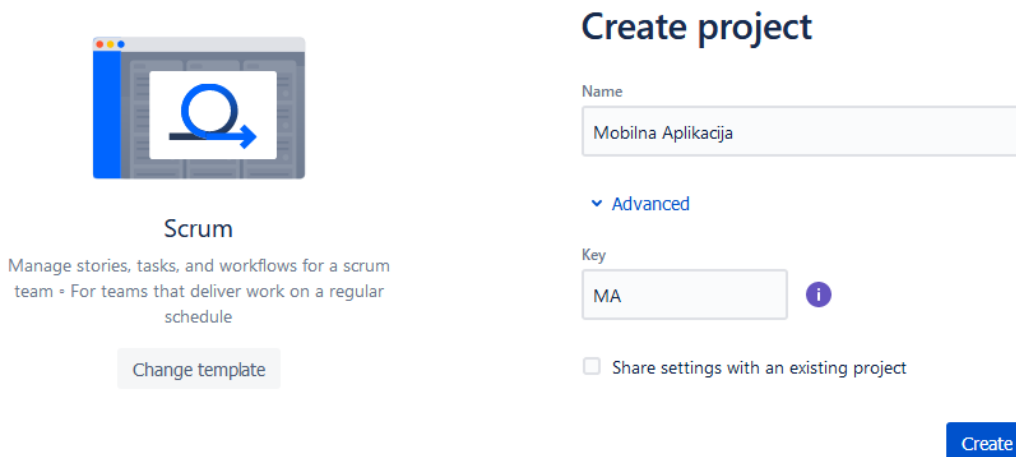 Create project
Name
Mobilna Aplikacija
Advanced
Key
MA
i
Share settings with an existing project
Create
Scrum
Manage stories, tasks, and workflows for a scrum
team • For teams that deliver work on a regular
schedule
Change template